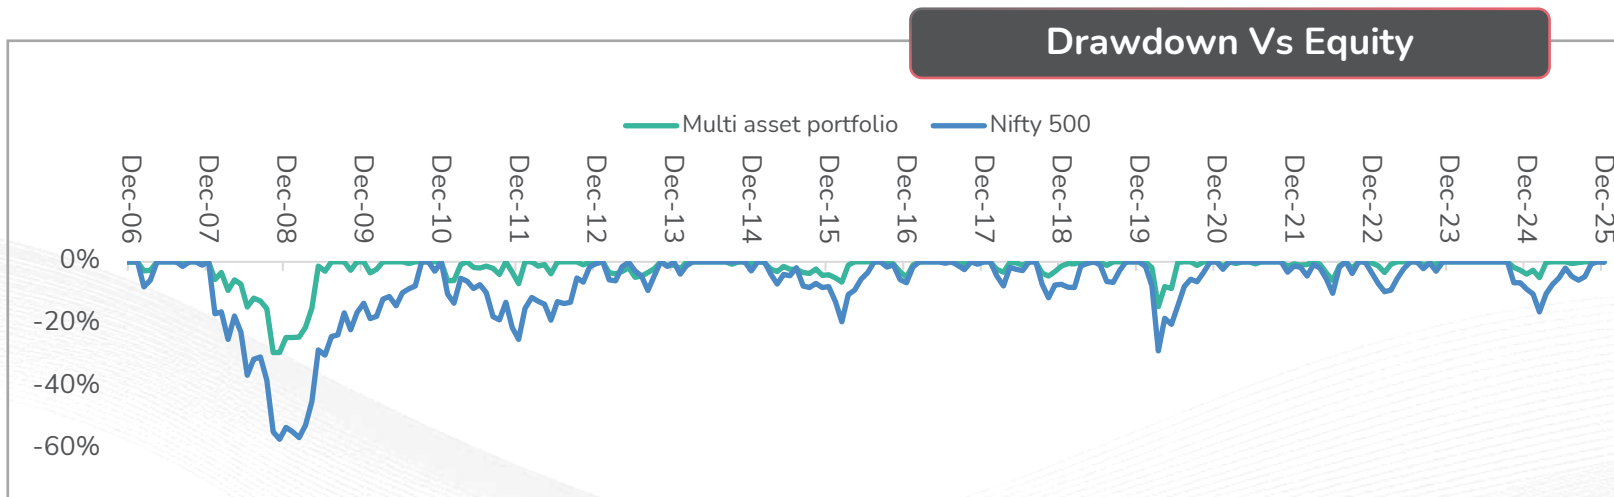 Drawdown Vs Equity
Multi asset portfolio Nifty 500
Dec-06 Dec-07 Dec-08 Dec-09 Dec-10 Dec-11 Dec-12 Dec-13 Dec-14 Dec-15 Dec-16 Dec-17 Dec-18 Dec-19 Dec-20 Dec-21 Dec-22 Dec-23 Dec-24 Dec-25
0%
-20%
-40%
-60%